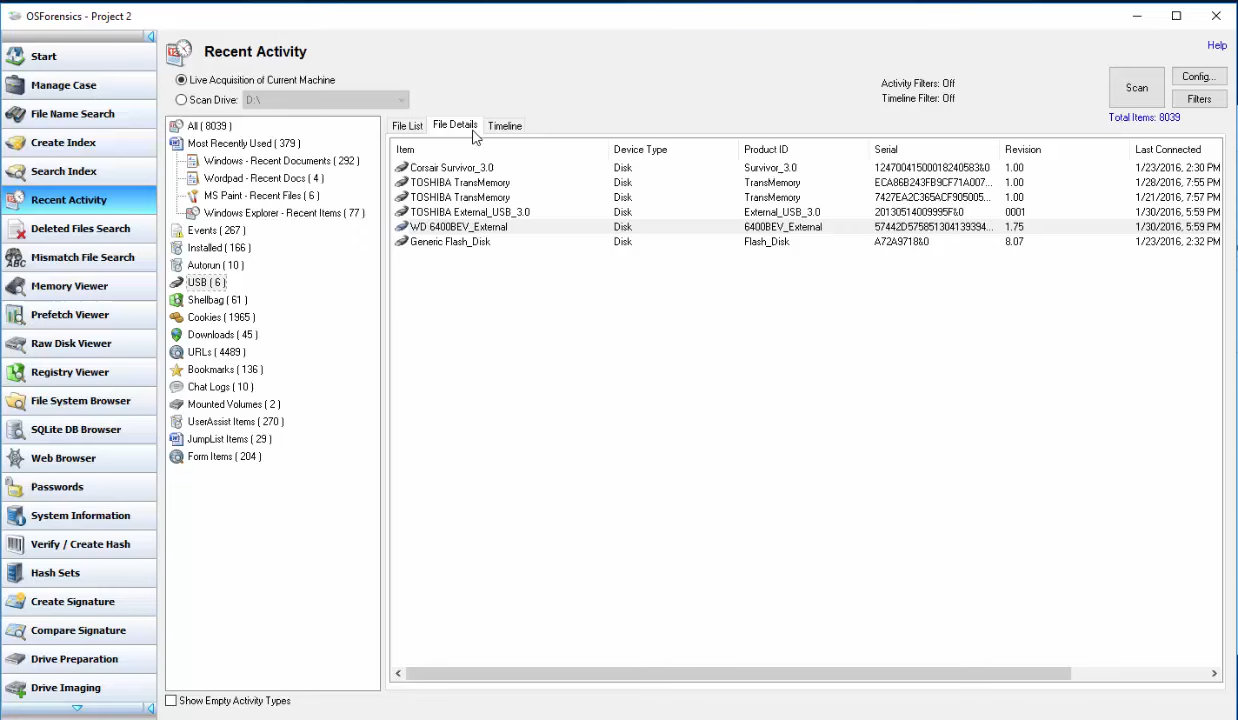 OSForensics - Project 2
Start
Manage Case
File Name Search
Create Index
Search Index
Recent Activity
Deleted Files Search
Mismatch File Search
Memory Viewer
Prefetch Viewer
Raw Disk Viewer
Registry Viewer
File System Browser
SQLite DB Browser
Web Browser
Passwords
System Information
Verify / Create Hash
Hash Sets
Create Signature
Compare Signature
Drive Preparation
Drive Imaging
Recent Activity
Help
Live Acquisition of Current Machine
Scan Drive: D:\
Activity Filters: Off
Timeline Filter: Off
Scan
Config...
Filters
Total Items: 8039
All ( 8039 )
Most Recently Used ( 379 )
Windows - Recent Documents ( 292 )
Wordpad - Recent Docs ( 4 )
MS Paint - Recent Files ( 6 )
Windows Explorer - Recent Items ( 77 )
Events ( 267 )
Installed ( 166 )
Autorun ( 10 )
USB ( 6 )
Shellbag ( 61 )
Cookies ( 1965 )
Downloads ( 45 )
URLs ( 4489 )
Bookmarks ( 136 )
Chat Logs ( 10 )
Mounted Volumes ( 2 )
UserAssist Items ( 270 )
JumpList Items ( 29 )
Form Items ( 204 )
Show Empty Activity Types
File List File Details Timeline
Item Device Type Product ID Serial Revision Last Connected
Corsair Survivor_3.0 Disk Survivor_3.0 1247004150001824058​3&0 1.00 1/23/2016, 2:30 PM
TOSHIBA TransMemory Disk TransMemory ECA86B243FB9CF71A007... 1.00 1/28/2016, 7:55 PM
TOSHIBA TransMemory Disk TransMemory 7427EA2C365ACF905005... 1.00 1/21/2016, 7:57 PM
TOSHIBA External_USB_3.0 Disk External_USB_3.0 20130514009995F&0 0001 1/30/2016, 5:59 PM
WD 6400BEV_External Disk 6400BEV_External 57442D575851304139394... 1.75 1/30/2016, 5:59 PM
Generic Flash_Disk Disk Flash_Disk A72A9718&0 8.07 1/23/2016, 2:32 PM